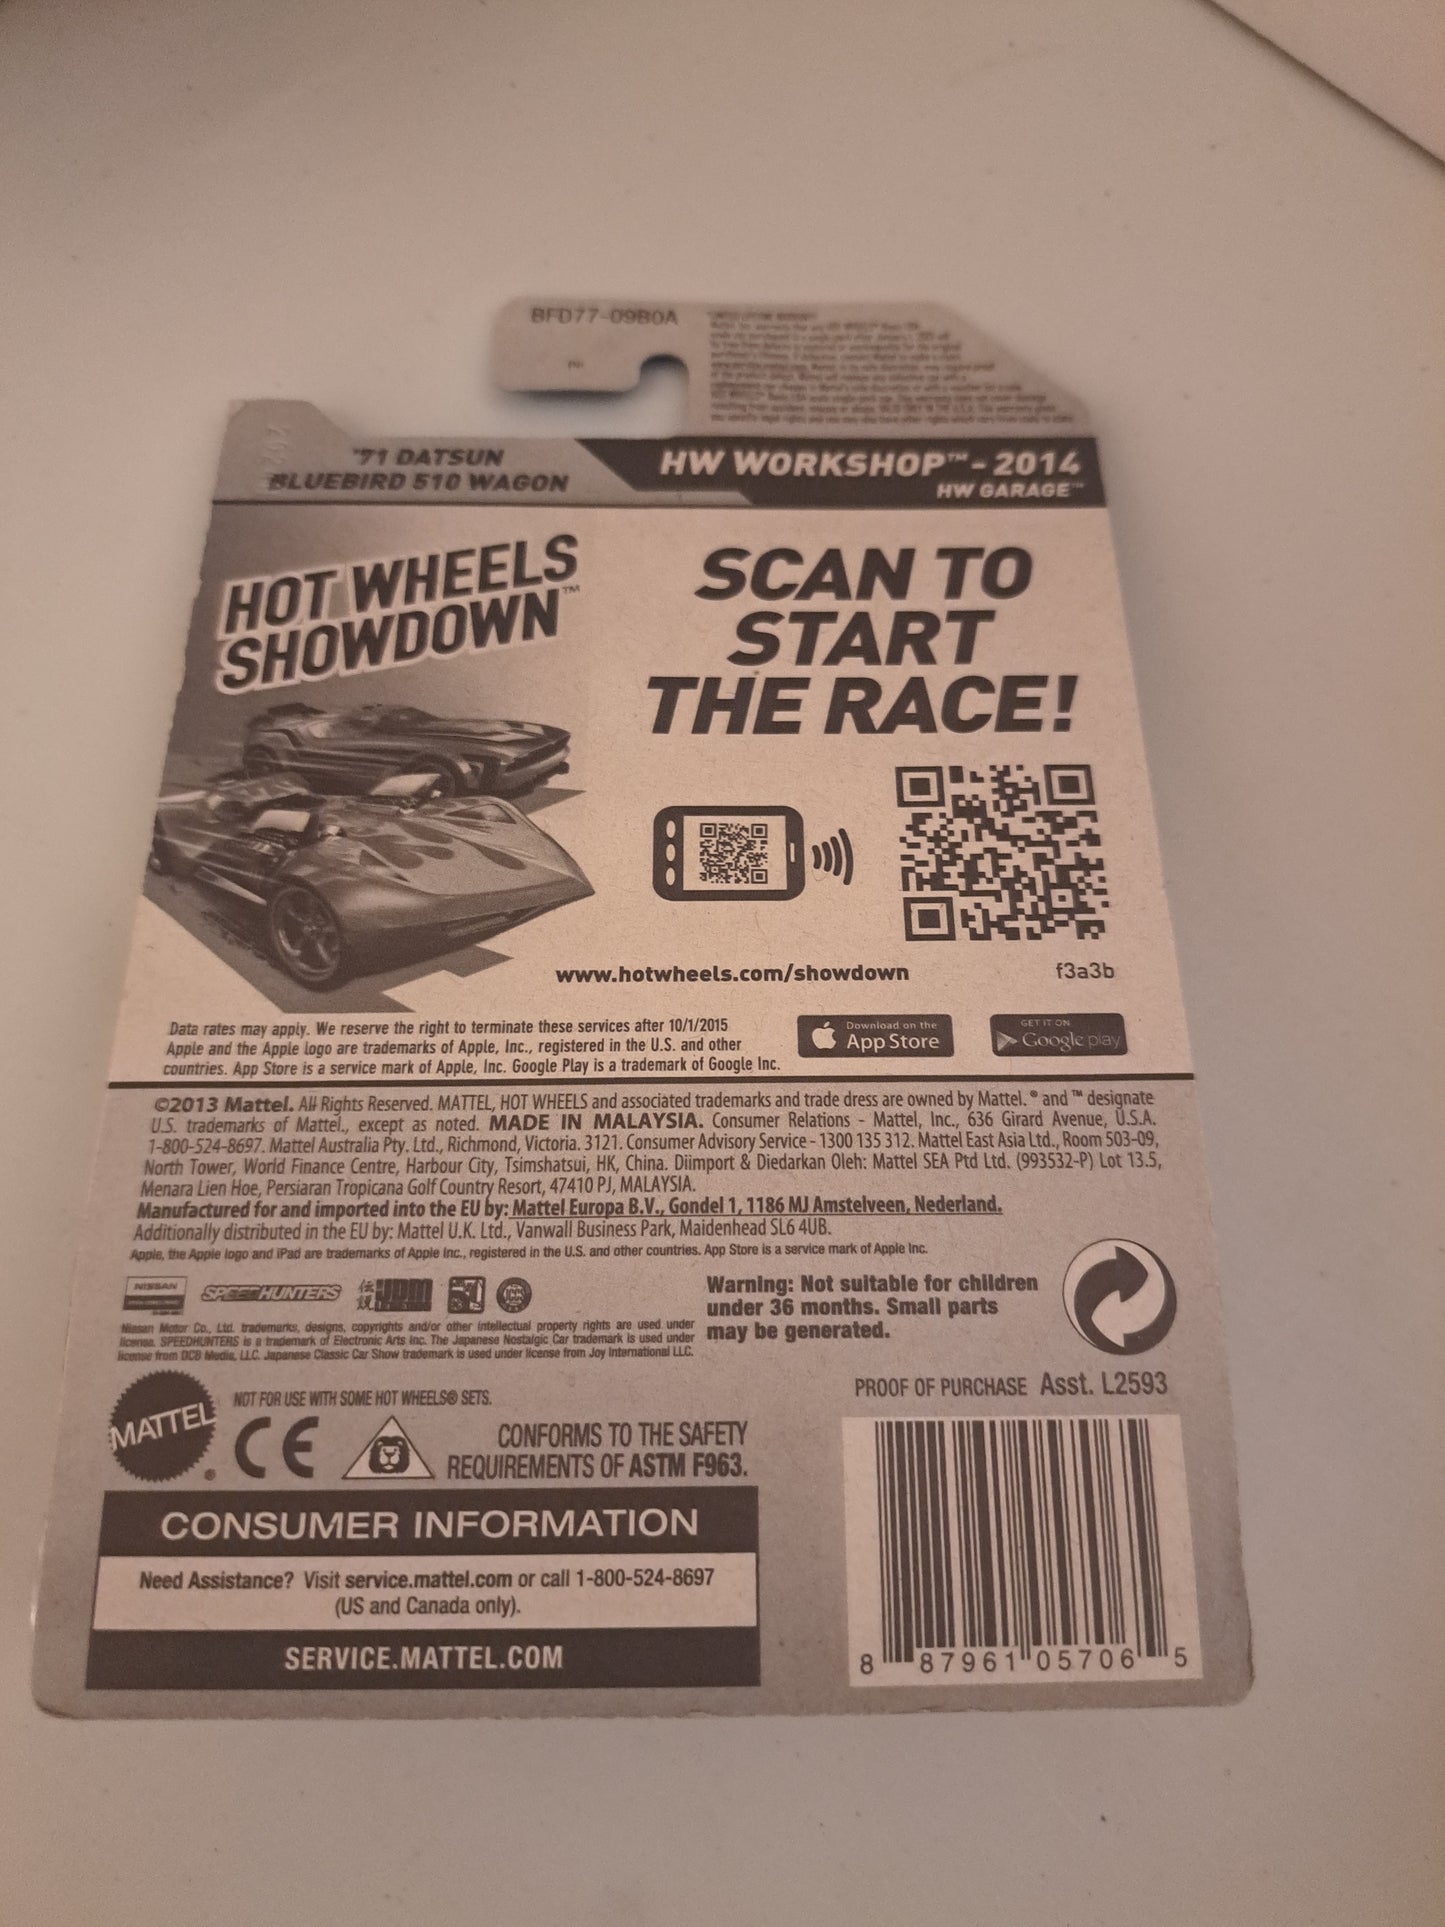 BFD77-09B0A
'71 DATSUN
BLUEBIRD 510 WAGON
HW WORKSHOP™ - 2014
HW GARAGE™
HOT WHEELS
SHOWDOWN™
SCAN TO
START
THE RACE!
www.hotwheels.com/showdown
f3a3b
Data rates may apply. We reserve the right to terminate these services after 10/1/2015
Apple and the Apple logo are trademarks of Apple, Inc., registered in the U.S. and other
countries. App Store is a service mark of Apple, Inc. Google Play is a trademark of Google Inc.
Download on the
App Store
GET IT ON
Google play
©2013 Mattel. All Rights Reserved. MATTEL, HOT WHEELS and associated trademarks and trade dress are owned by Mattel. ® and ™ designate
U.S. trademarks of Mattel., except as noted. MADE IN MALAYSIA. Consumer Relations - Mattel, Inc., 636 Girard Avenue, U.S.A.
1-800-524-8697. Mattel Australia Pty. Ltd., Richmond, Victoria. 3121. Consumer Advisory Service - 1300 135 312. Mattel East Asia Ltd., Room 503-09,
North Tower, World Finance Centre, Harbour City, Tsimshatsui, HK, China. Diimport & Diedarkan Oleh: Mattel SEA Ptd Ltd. (993532-P) Lot 13.5,
Menara Lien Hoe, Persiaran Tropicana Golf Country Resort, 47410 PJ, MALAYSIA.
Manufactured for and imported into the EU by: Mattel Europa B.V., Gondel 1, 1186 MJ Amstelveen, Nederland.
Additionally distributed in the EU by: Mattel U.K. Ltd., Vanwall Business Park, Maidenhead SL6 4UB.
Apple, the Apple logo and iPad are trademarks of Apple Inc., registered in the U.S. and other countries. App Store is a service mark of Apple Inc.
NISSAN
SPEEDHUNTERS
伝説 JDM
JCCS
Nissan Motor Co., Ltd. trademarks, designs, copyrights and/or other intellectual property rights are used under
license. SPEEDHUNTERS is a trademark of Electronic Arts Inc. The Japanese Nostalgic Car trademark is used under
license from DCB Media, LLC. Japanese Classic Car Show trademark is used under license from Joy International LLC.
Warning: Not suitable for children
under 36 months. Small parts
may be generated.
MATTEL®
NOT FOR USE WITH SOME HOT WHEELS® SETS.
CE
CONFORMS TO THE SAFETY
REQUIREMENTS OF ASTM F963.
PROOF OF PURCHASE Asst. L2593
CONSUMER INFORMATION
Need Assistance? Visit service.mattel.com or call 1-800-524-8697
(US and Canada only).
SERVICE.MATTEL.COM
8 87961 05706 5